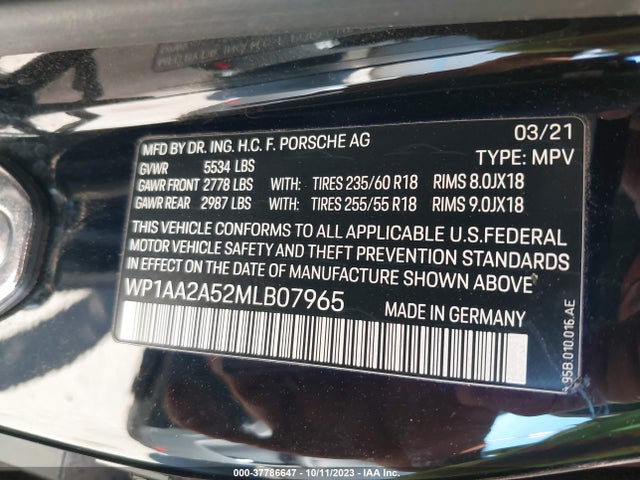 MFD BY DR. ING. H.C. F. PORSCHE AG 03/21
GVWR 5534 LBS TYPE: MPV
GAWR FRONT 2778 LBS WITH: TIRES 235/60 R18 RIMS 8.0JX18
GAWR REAR 2987 LBS WITH: TIRES 255/55 R18 RIMS 9.0JX18
THIS VEHICLE CONFORMS TO ALL APPLICABLE U.S.FEDERAL
MOTOR VEHICLE SAFETY AND THEFT PREVENTION STANDARDS
IN EFFECT ON THE DATE OF MANUFACTURE SHOWN ABOVE
WP1AA2A52MLB07965 MADE IN GERMANY
95B.010.016.AE
000-37786647 - 10/11/2023 - IAA Inc.